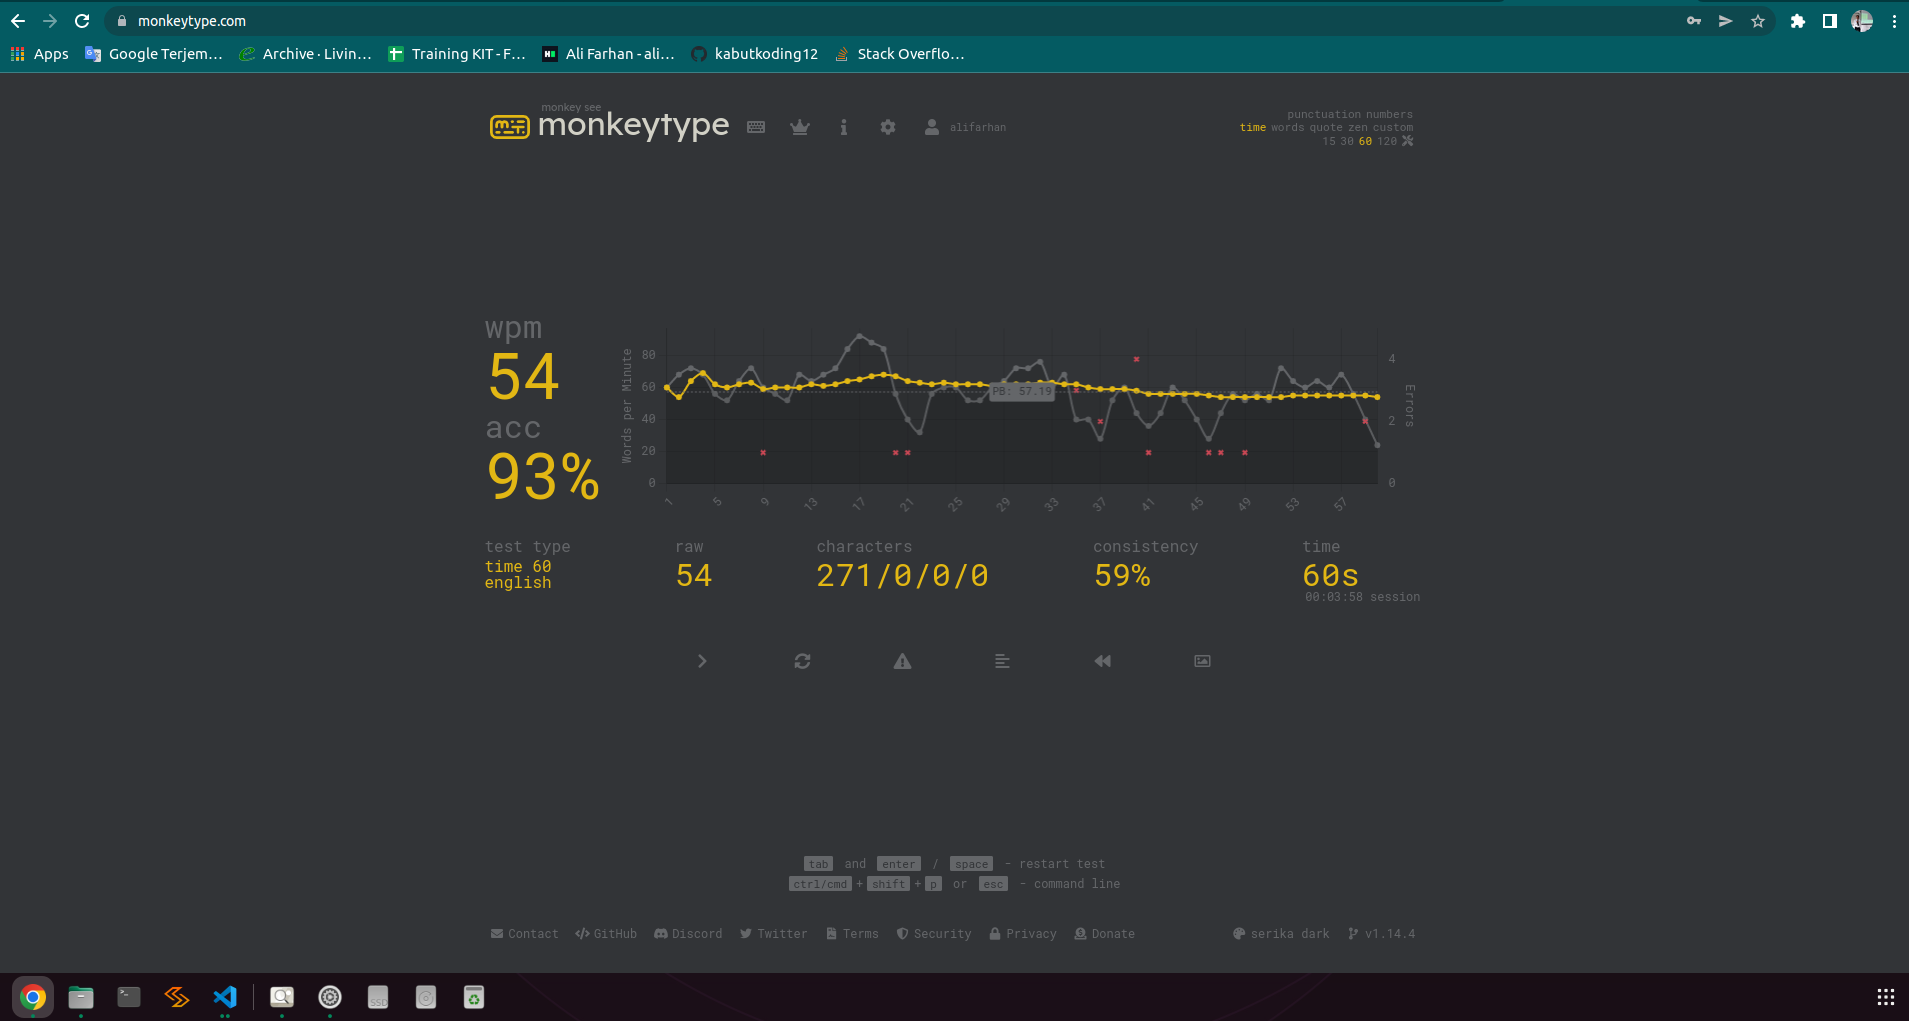 monkeytype.com
Apps Google Terjem... Archive · Livin... Training KIT - F... Ali Farhan - ali... kabutkoding12 Stack Overflo...
monkey see
monkeytype
alifarhan
punctuation numbers
time words quote zen custom
15 30 60 120
wpm
54
acc
93%
Words per Minute
80
60
40
20
0
PB: 57.19
4
2
0
Errors
1 5 9 13 17 21 25 29 33 37 41 45 49 53 57
test type
time 60
english
raw
54
characters
271/0/0/0
consistency
59%
time
60s
00:03:58 session
tab and enter / space - restart test
ctrl/cmd + shift + p or esc - command line
Contact GitHub Discord Twitter Terms Security Privacy Donate serika dark v1.14.4
SSD